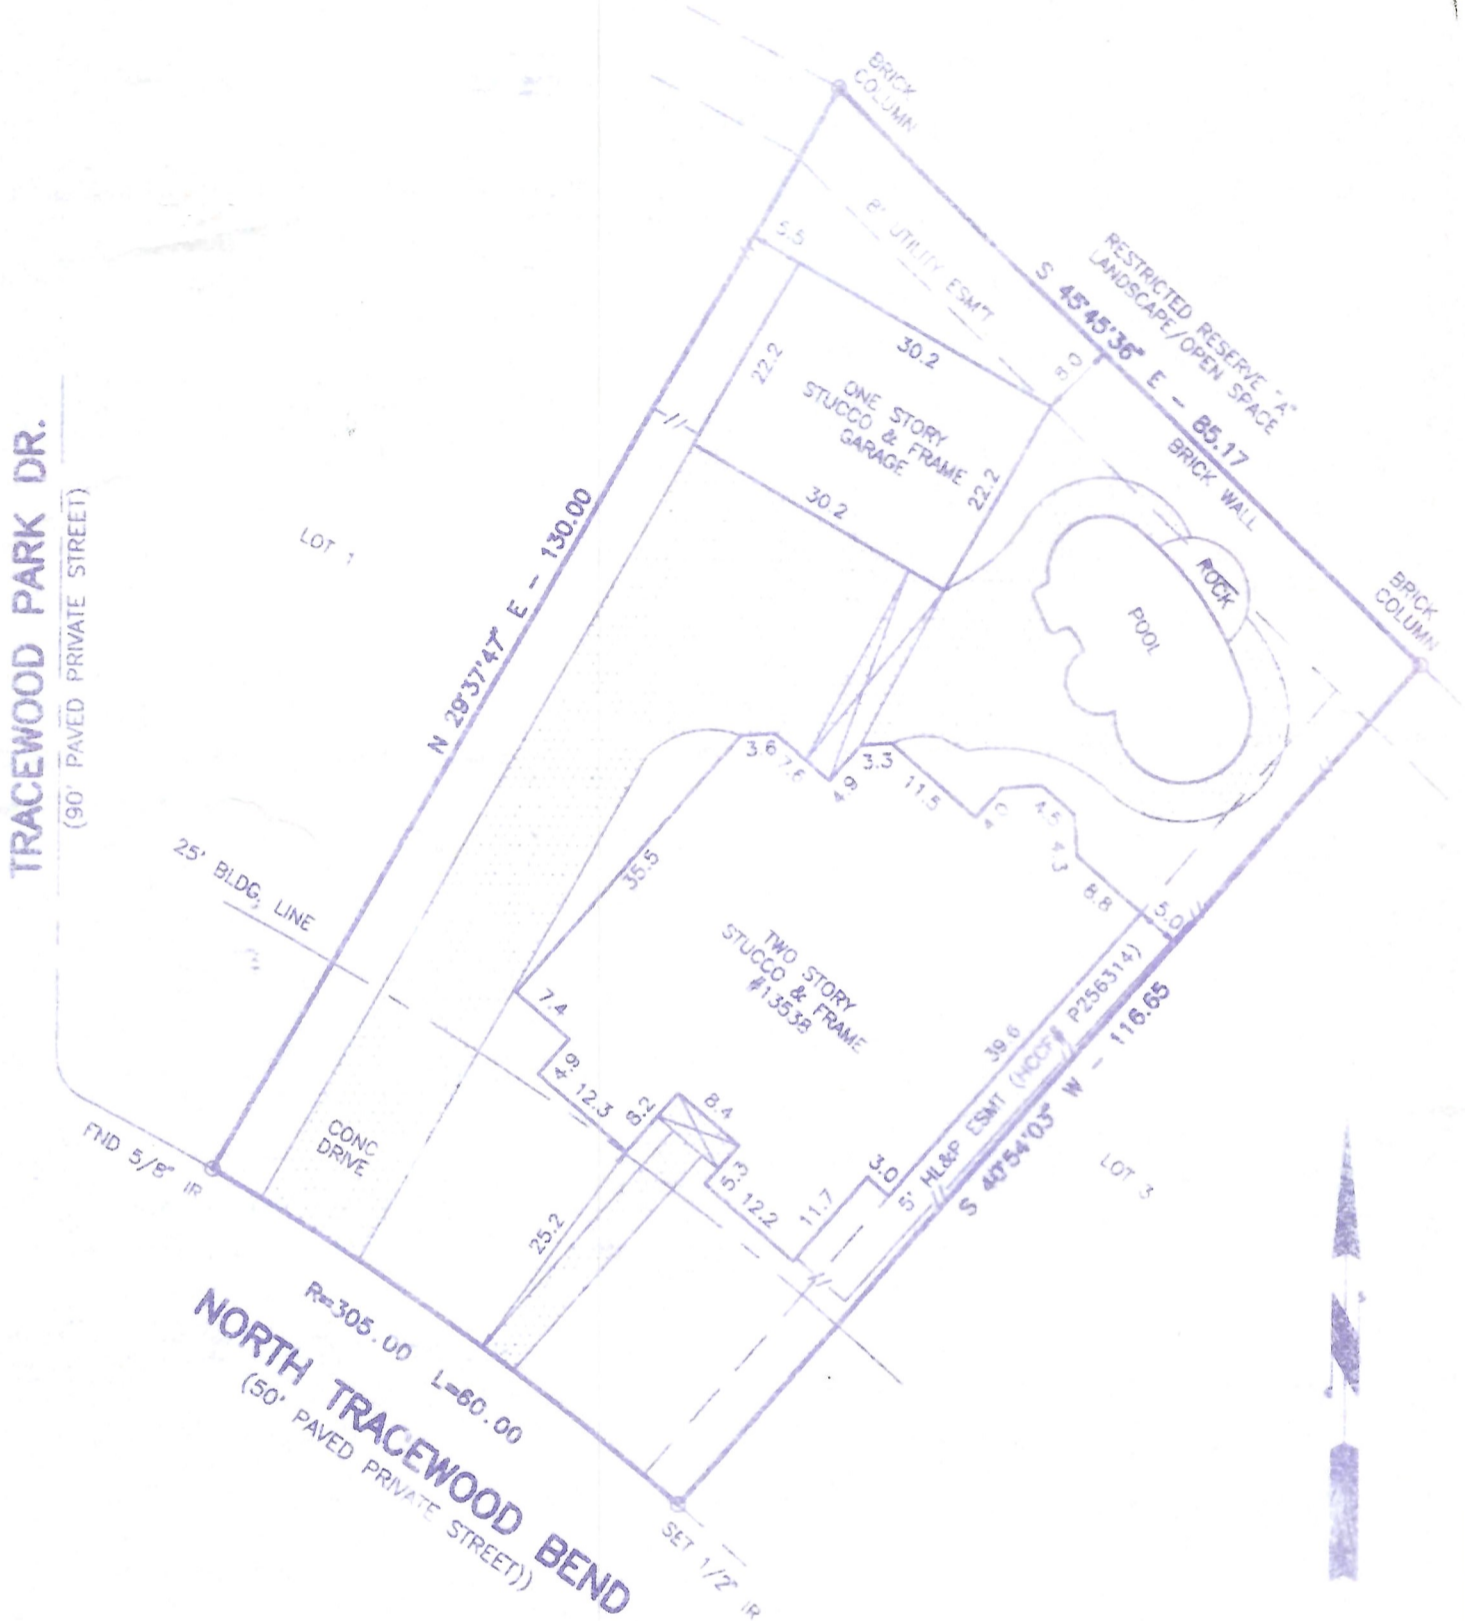 BRICK
COLUMN
5.5
8' UTILITY ESM'T
RESTRICTED RESERVE "A"
LANDSCAPE/OPEN SPACE
S 45°45'36" E - 85.17
BRICK WALL
8.0
30.2
22.2
ONE STORY
STUCCO & FRAME
GARAGE
22.2
30.2
TRACEWOOD PARK DR.
(90' PAVED PRIVATE STREET)
LOT 1
N 29°37'47" E - 130.00
ROCK
POOL
BRICK
COLUMN
3.6
7.6
4.9
3.3
11.5
4.0
4.5
4.3
8.8
5.0
35.5
25' BLDG. LINE
TWO STORY
STUCCO & FRAME
#13538
7.4
4.9
12.3
8.4
5.3
12.2
11.7
3.0
39.6
5' HL&P ESMT (HCCF# P256314)
S 40°54'03" W - 116.65
LOT 3
CONC
DRIVE
FND 5/8" IR
25.2
R=305.00 L=60.00
NORTH TRACEWOOD BEND
(50' PAVED PRIVATE STREET))
SET 1/2" IR
N